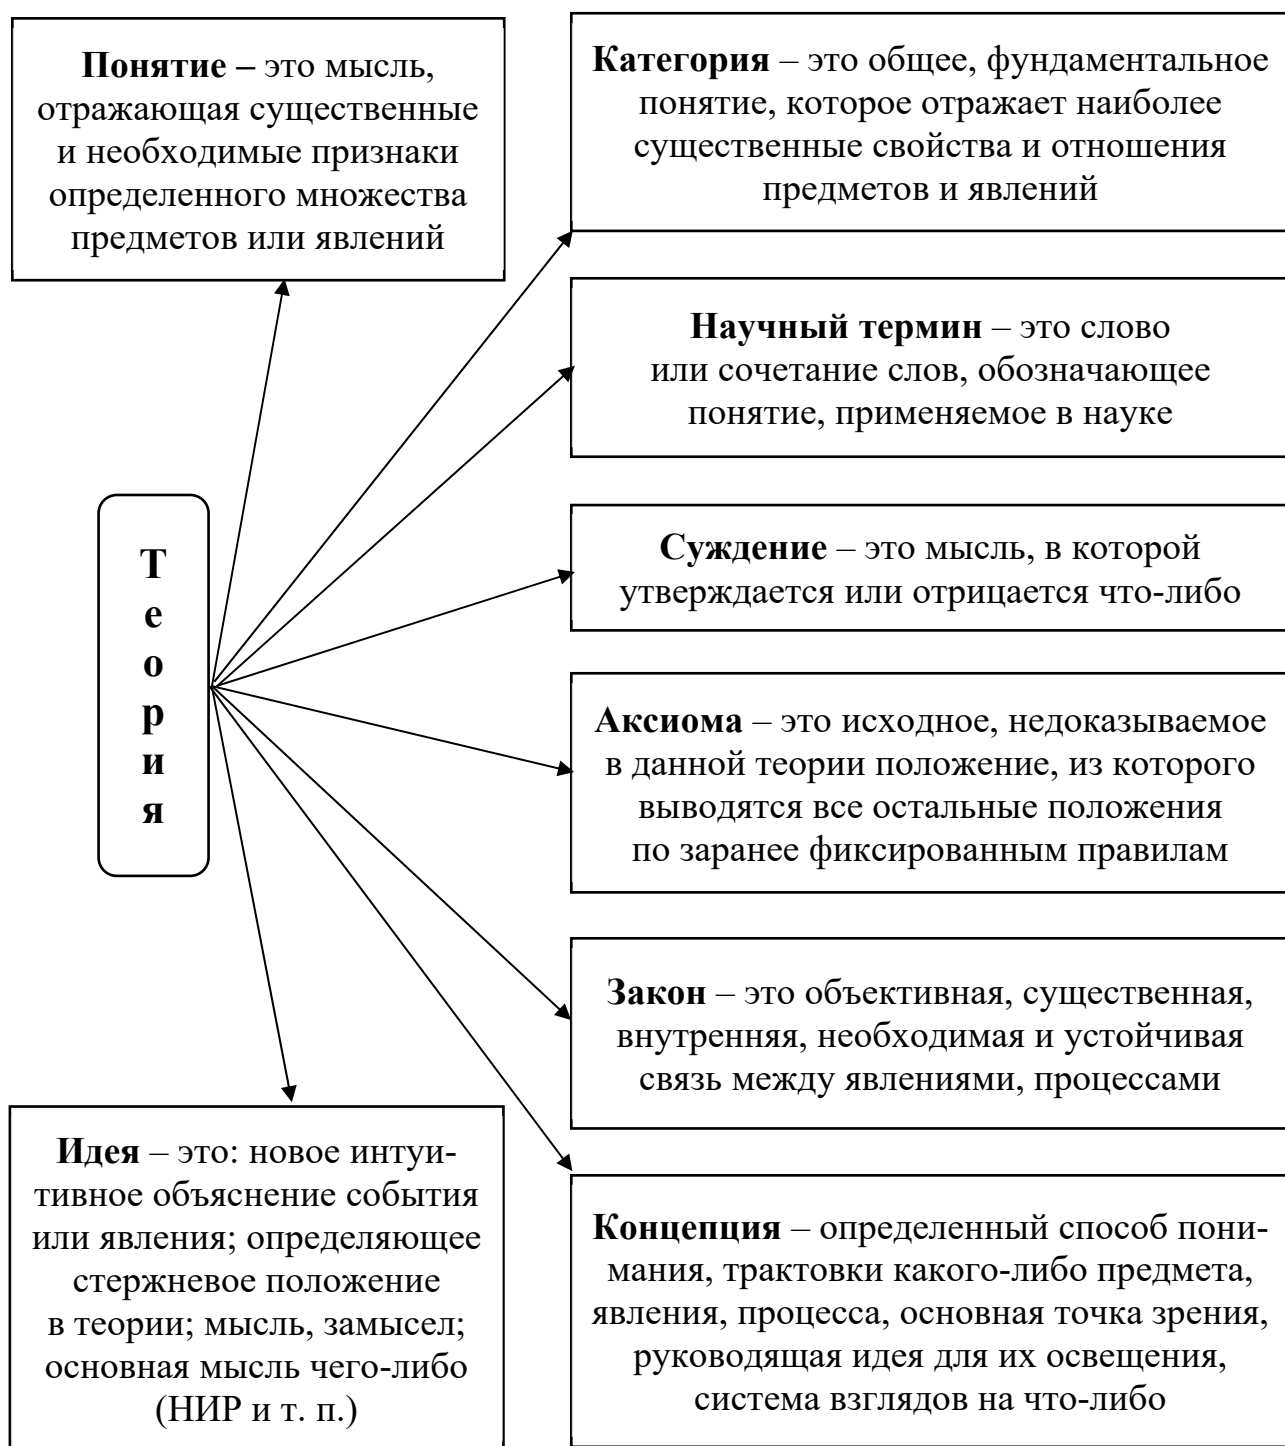 Понятие – это мысль,
отражающая существенные
и необходимые признаки
определенного множества
предметов или явлений
Категория – это общее, фундаментальное
понятие, которое отражает наиболее
существенные свойства и отношения
предметов и явлений
Научный термин – это слово
или сочетание слов, обозначающее
понятие, применяемое в науке
Суждение – это мысль, в которой
утверждается или отрицается что-либо
Т
е
о
р
и
я
Аксиома – это исходное, недоказываемое
в данной теории положение, из которого
выводятся все остальные положения
по заранее фиксированным правилам
Закон – это объективная, существенная,
внутренняя, необходимая и устойчивая
связь между явлениями, процессами
Идея – это: новое интуи-
тивное объяснение события
или явления; определяющее
стержневое положение
в теории; мысль, замысел;
основная мысль чего-либо
(НИР и т. п.)
Концепция – определенный способ пони-
мания, трактовки какого-либо предмета,
явления, процесса, основная точка зрения,
руководящая идея для их освещения,
система взглядов на что-либо